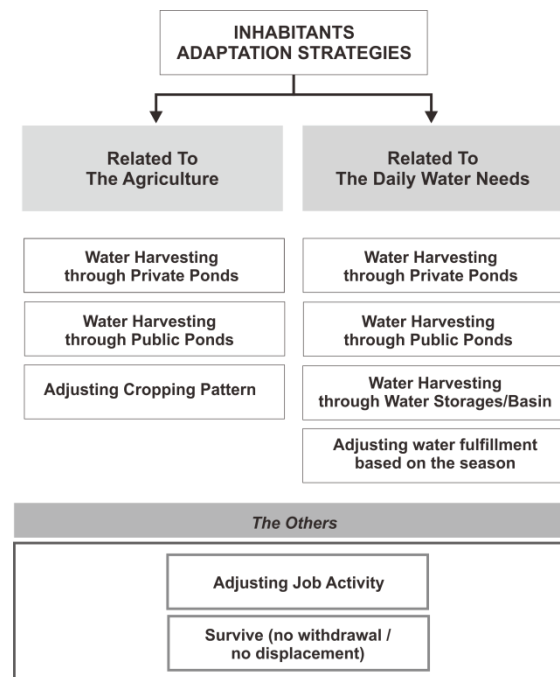 INHABITANTS
ADAPTATION STRATEGIES
Related To
The Agriculture
Water Harvesting
through Private Ponds
Water Harvesting
through Public Ponds
Adjusting Cropping Pattern
Related To
The Daily Water Needs
Water Harvesting
through Private Ponds
Water Harvesting
through Public Ponds
Water Harvesting
through Water Storages/Basin
Adjusting water fulfillment
based on the season
The Others
Adjusting Job Activity
Survive (no withdrawal /
no displacement)